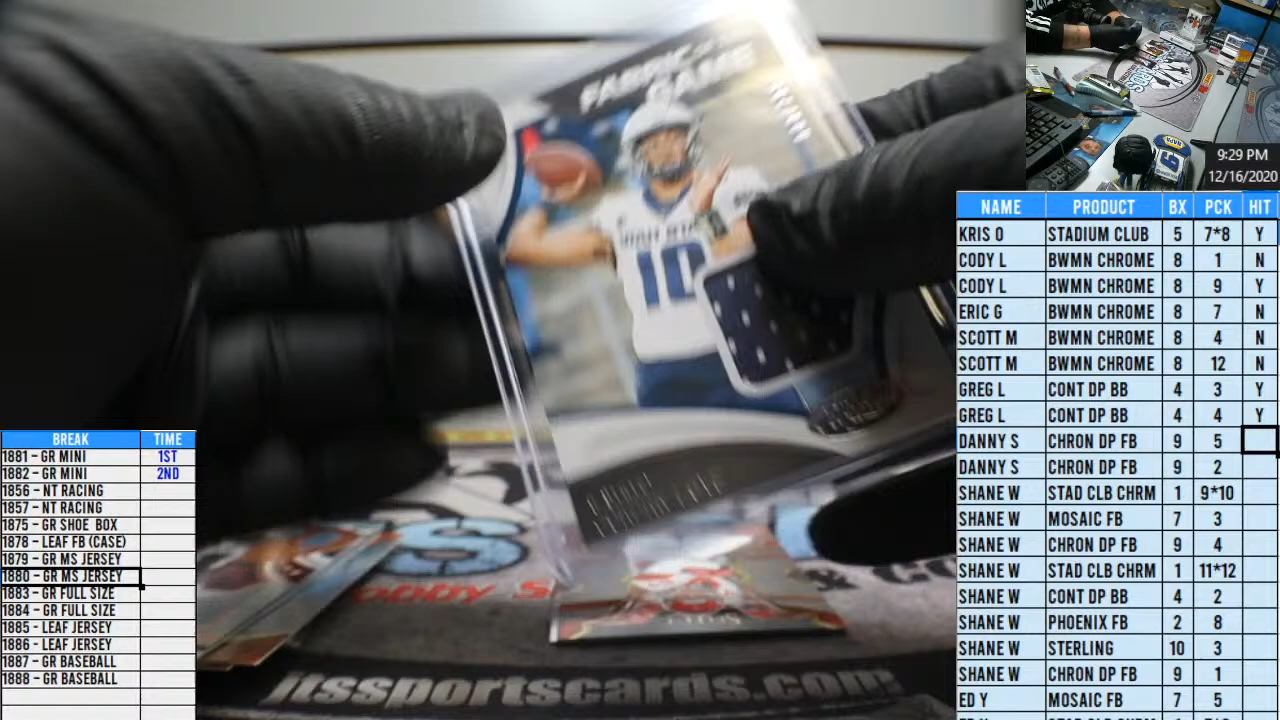 FABRIC OF
GAME
UTAH STATE
10
jtssportscards.com
9:29 PM
12/16/2020
NAME PRODUCT BX PCK HIT
KRIS O STADIUM CLUB 5 7*8 Y
CODY L BWMN CHROME 8 1 N
CODY L BWMN CHROME 8 9 Y
ERIC G BWMN CHROME 8 7 N
SCOTT M BWMN CHROME 8 4 N
SCOTT M BWMN CHROME 8 12 N
GREG L CONT DP BB 4 3 Y
GREG L CONT DP BB 4 4 Y
DANNY S CHRON DP FB 9 5
DANNY S CHRON DP FB 9 2
SHANE W STAD CLB CHRM 1 9*10
SHANE W MOSAIC FB 7 3
SHANE W CHRON DP FB 9 4
SHANE W STAD CLB CHRM 1 11*12
SHANE W CONT DP BB 4 2
SHANE W PHOENIX FB 2 8
SHANE W STERLING 10 3
SHANE W CHRON DP FB 9 1
ED Y MOSAIC FB 7 5
BREAK TIME
1881 – GR MINI 1ST
1882 – GR MINI 2ND
1856 – NT RACING
1857 – NT RACING
1875 – GR SHOE BOX
1878 – LEAF FB (CASE)
1879 – GR MS JERSEY
1880 – GR MS JERSEY
1883 – GR FULL SIZE
1884 – GR FULL SIZE
1885 – LEAF JERSEY
1886 – LEAF JERSEY
1887 – GR BASEBALL
1888 – GR BASEBALL